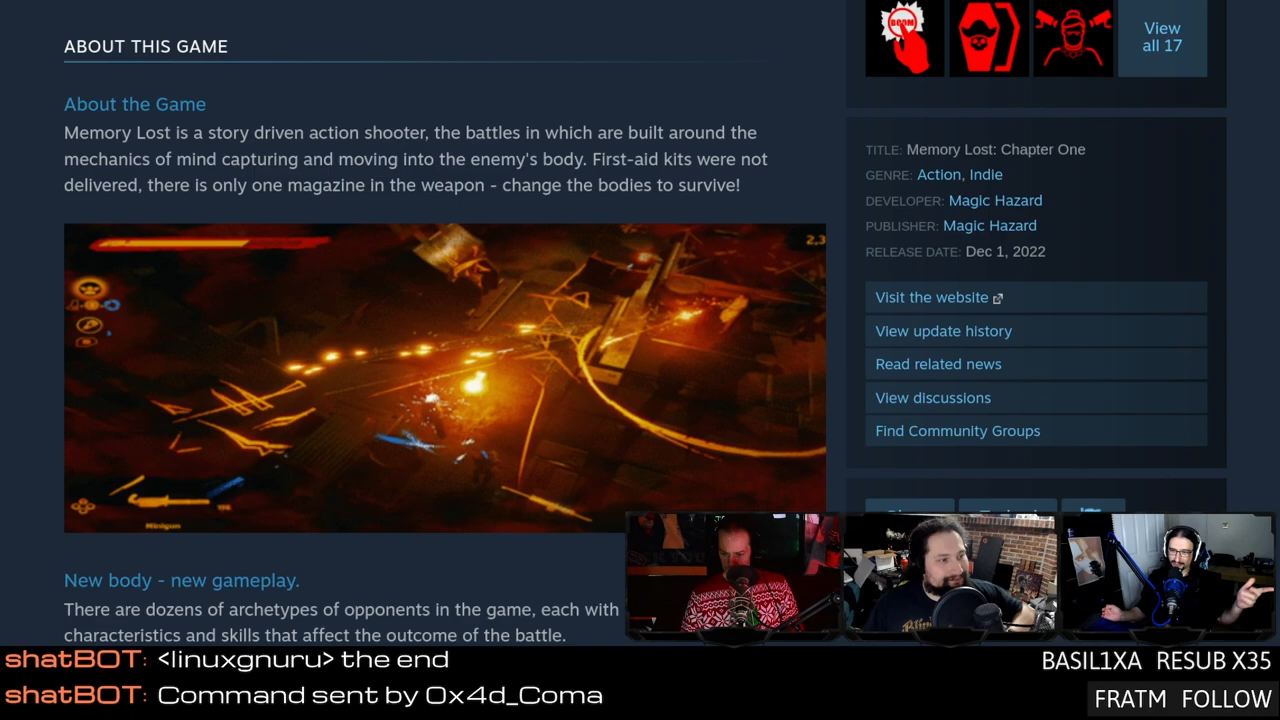 ABOUT THIS GAME
About the Game
Memory Lost is a story driven action shooter, the battles in which are built around the
mechanics of mind capturing and moving into the enemy's body. First-aid kits were not
delivered, there is only one magazine in the weapon - change the bodies to survive!
2,3
Minigun
New body - new gameplay.
There are dozens of archetypes of opponents in the game, each with
characteristics and skills that affect the outcome of the battle.
BOOM
View
all 17
TITLE: Memory Lost: Chapter One
GENRE: Action, Indie
DEVELOPER: Magic Hazard
PUBLISHER: Magic Hazard
RELEASE DATE: Dec 1, 2022
Visit the website
View update history
Read related news
View discussions
Find Community Groups
shatBOT: <linuxgnuru> the end
shatBOT: Command sent by 0x4d_Coma
BASIL1XA RESUB X35
FRATM FOLLOW